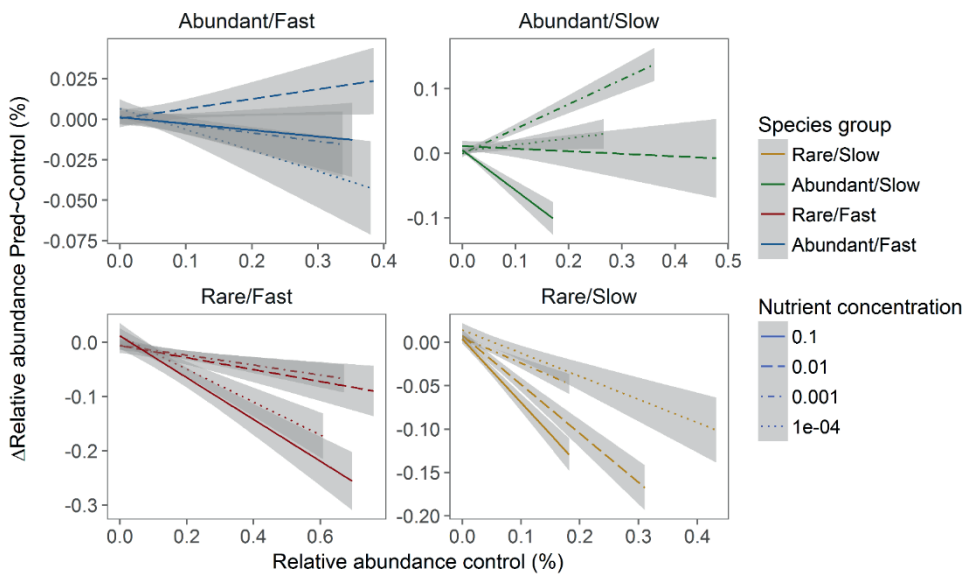 Abundant/Fast
Abundant/Slow
0.025
0.000
-0.025
-0.050
-0.075
0.0 0.1 0.2 0.3 0.4
0.1
0.0
-0.1
0.0 0.1 0.2 0.3 0.4 0.5
Rare/Fast
Rare/Slow
0.0
-0.1
-0.2
-0.3
0.0 0.2 0.4 0.6
0.00
-0.05
-0.10
-0.15
-0.20
0.0 0.1 0.2 0.3 0.4
ΔRelative abundance Pred~Control (%)
Relative abundance control (%)
Species group
Rare/Slow
Abundant/Slow
Rare/Fast
Abundant/Fast
Nutrient concentration
0.1
0.01
0.001
1e-04